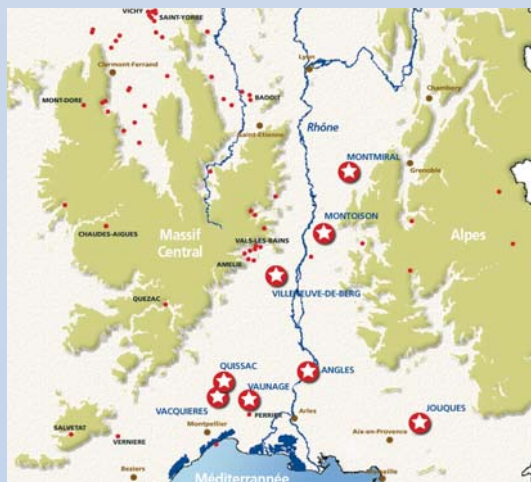 VICHY
SAINT-YORRE
Clermont-Ferrand
Lyon
Chambery
MONT-DORE
BADOIT
Saint-Etienne
Rhône
MONTMIRAL
Grenoble
CHAUDES-AIGUES
Massif
Central
MONTOISON
Alpes
VALS-LES-BAINS
AMELIE
VILLENEUVE-DE-BERG
QUEZAC
QUISSAC
ANGLES
VAUNAGE
VACQUIERES
PERRIER
Arles
JOUQUES
SALVETAT
VERNIERE
Montpellier
Aix-en-Provence
Beziers
Méditerrannée